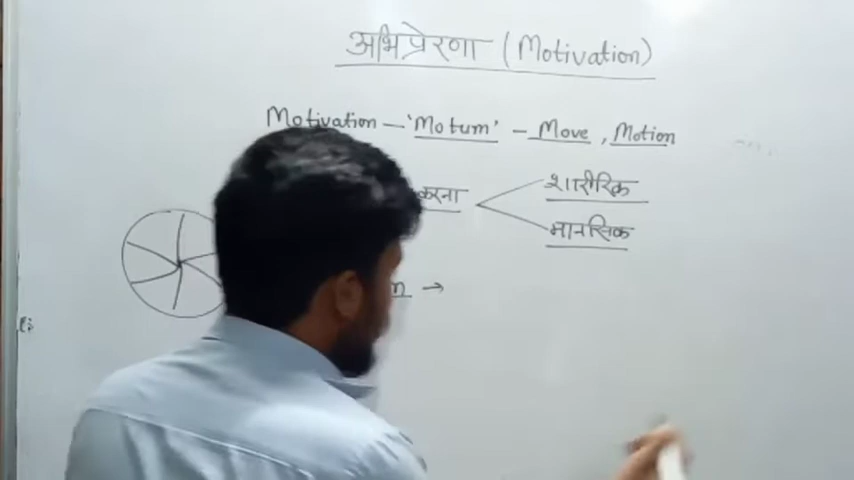 अभिप्रेरणा (Motivation)
Motivation – 'Motum' – Move, Motion
करना
शारीरिक
मानसिक
n →